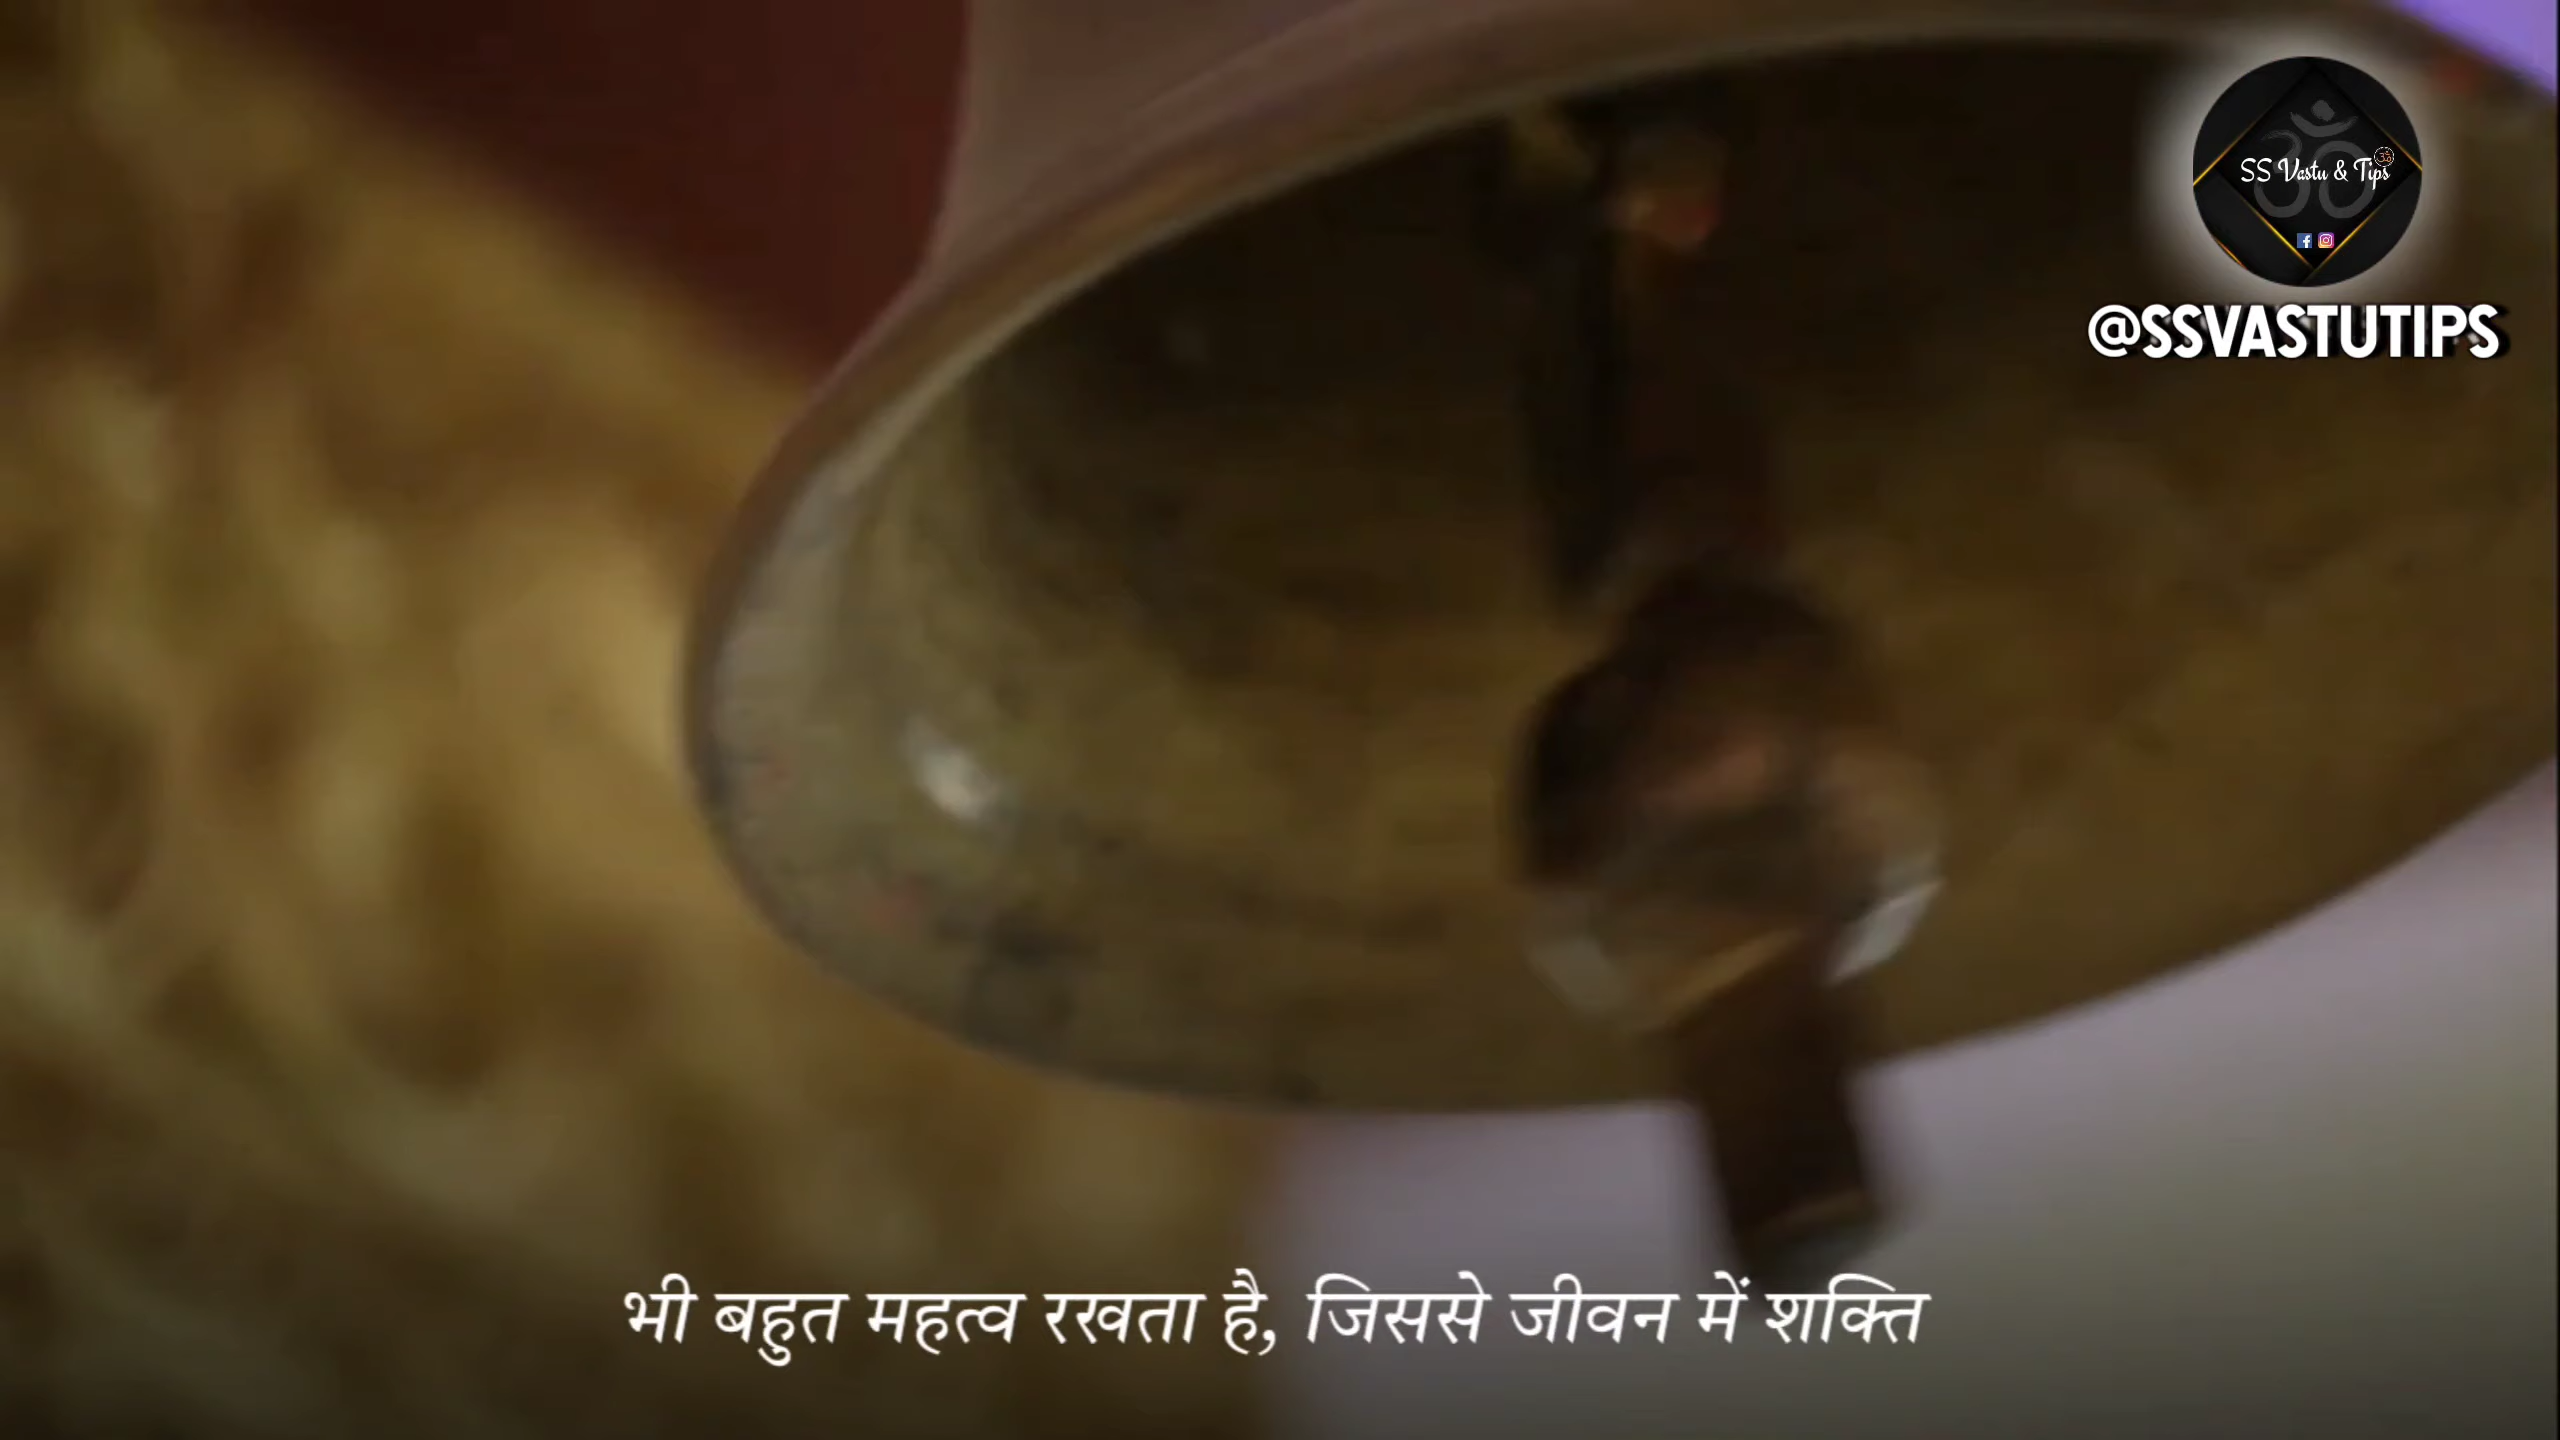 SS Vastu & Tips
@SSVASTUTIPS
भी बहुत महत्व रखता है, जिससे जीवन में शक्ति